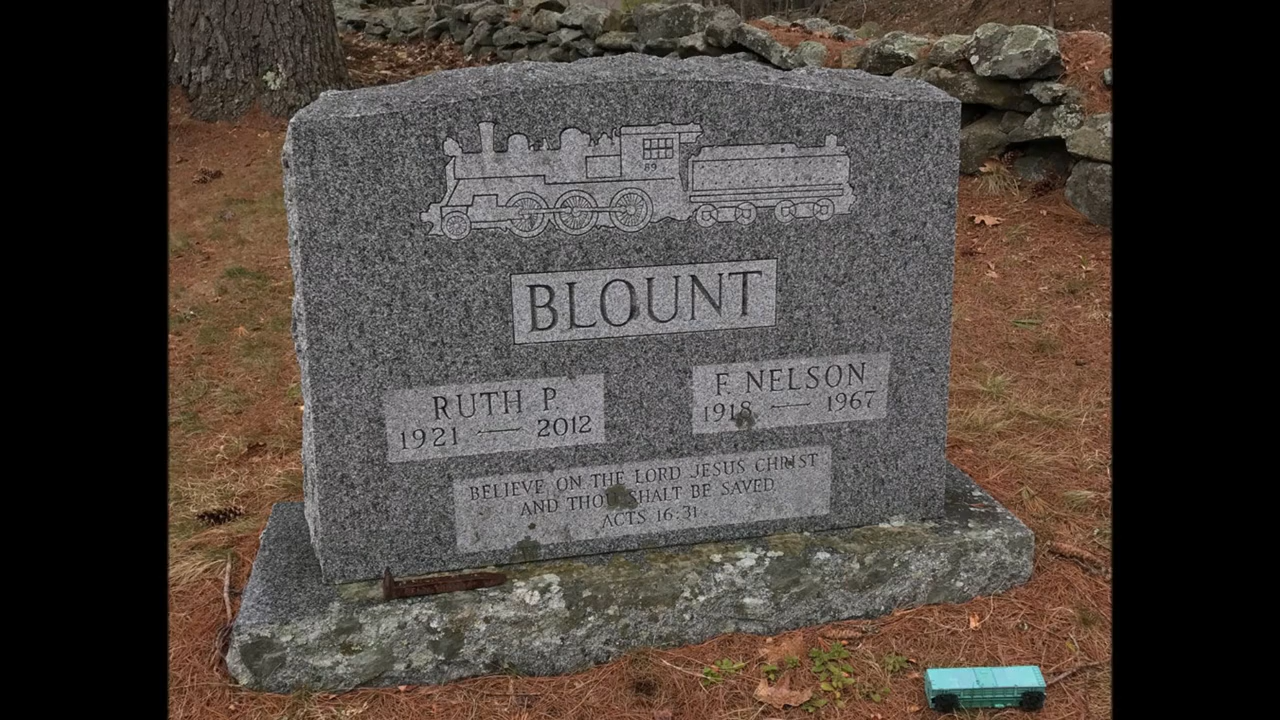 89
BLOUNT
RUTH P.
1921 — 2012
F. NELSON
1918 — 1967
BELIEVE ON THE LORD JESUS CHRIST
AND THOU SHALT BE SAVED
ACTS 16:31